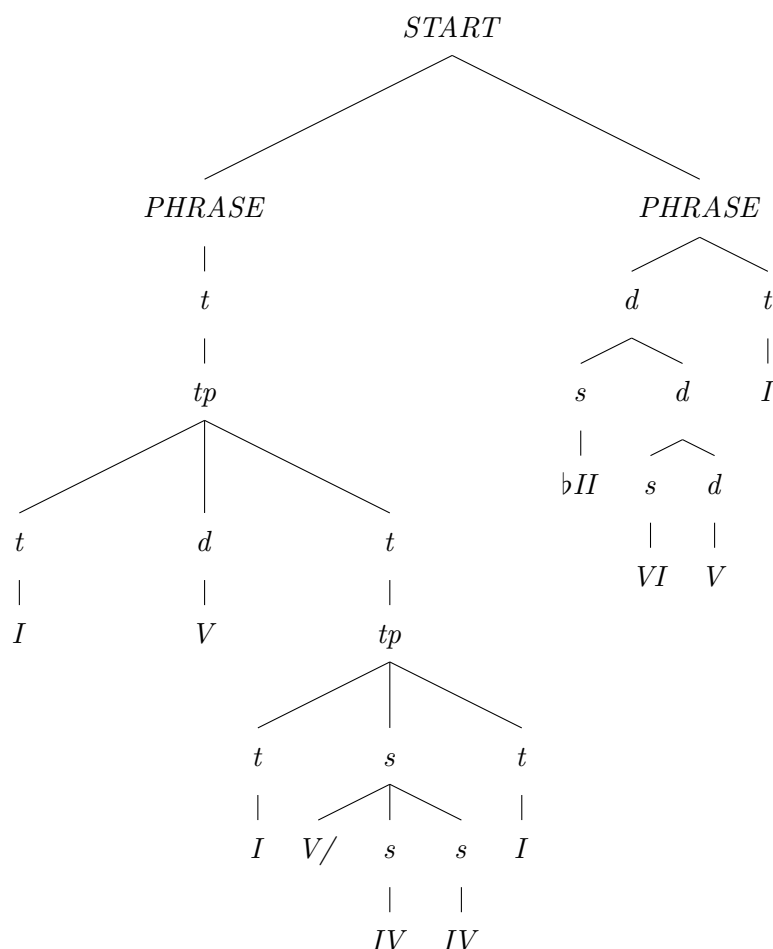 START
PHRASE PHRASE
t d t
tp s d I
♭II s d
t d t VI V
I V tp
t s t
I V/ s s I
IV IV